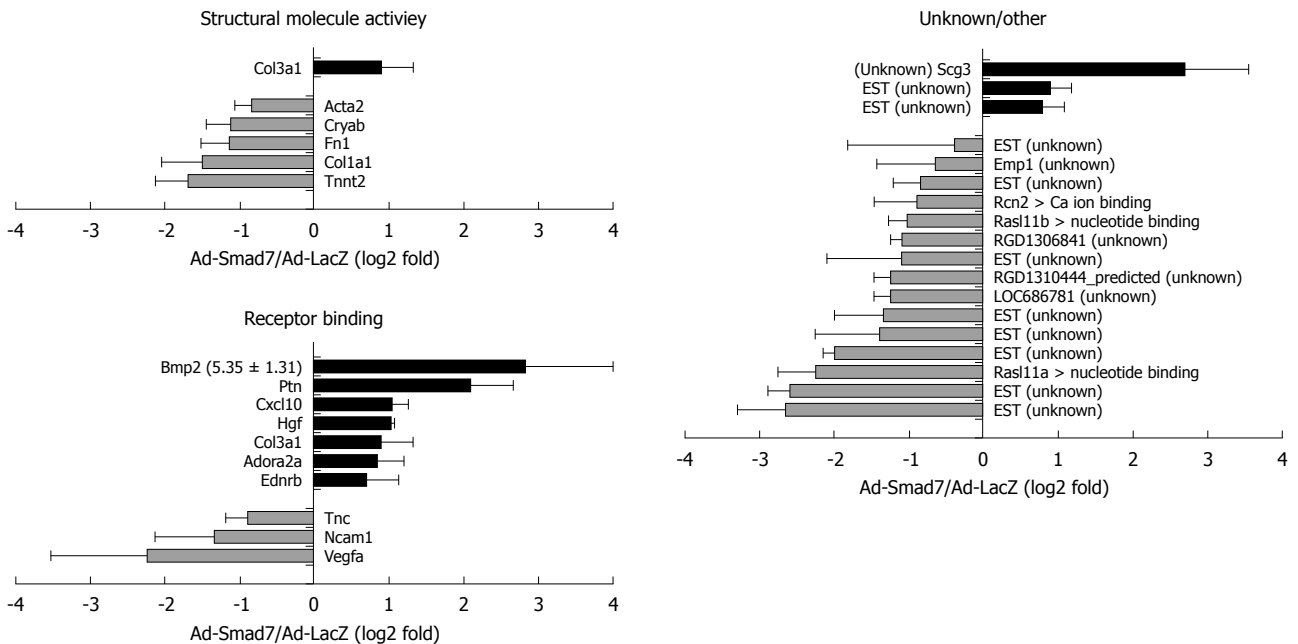 Structural molecule activiey
Col3a1
Acta2
Cryab
Fn1
Col1a1
Tnnt2
-4 -3 -2 -1 0 1 2 3 4
Ad-Smad7/Ad-LacZ (log2 fold)
Receptor binding
Bmp2 (5.35 ± 1.31)
Ptn
Cxcl10
Hgf
Col3a1
Adora2a
Ednrb
Tnc
Ncam1
Vegfa
-4 -3 -2 -1 0 1 2 3 4
Ad-Smad7/Ad-LacZ (log2 fold)
Unknown/other
(Unknown) Scg3
EST (unknown)
EST (unknown)
EST (unknown)
Emp1 (unknown)
EST (unknown)
Rcn2 > Ca ion binding
Rasl11b > nucleotide binding
RGD1306841 (unknown)
EST (unknown)
RGD1310444_predicted (unknown)
LOC686781 (unknown)
EST (unknown)
EST (unknown)
EST (unknown)
Rasl11a > nucleotide binding
EST (unknown)
EST (unknown)
-4 -3 -2 -1 0 1 2 3 4
Ad-Smad7/Ad-LacZ (log2 fold)